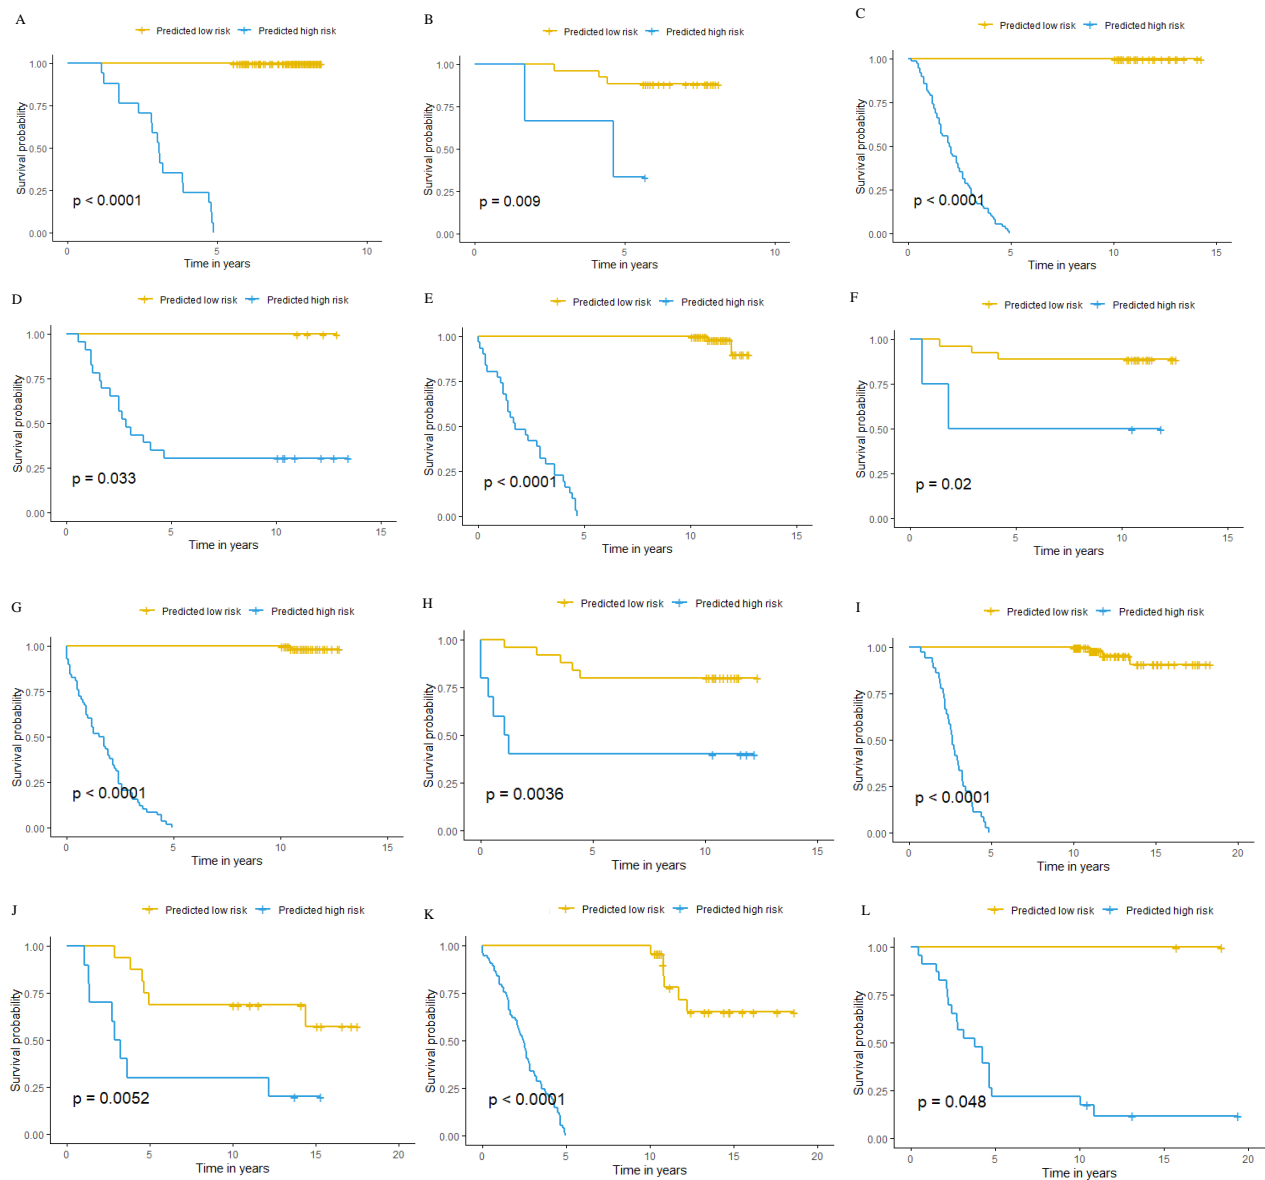 A
Predicted low risk Predicted high risk
Survival probability
1.00
0.75
0.50
0.25
0.00
p < 0.0001
0 5 10
Time in years
B
Predicted low risk Predicted high risk
Survival probability
1.00
0.75
0.50
0.25
0.00
p = 0.009
0 5 10
Time in years
C
Predicted low risk Predicted high risk
Survival probability
1.00
0.75
0.50
0.25
0.00
p < 0.0001
0 5 10 15
Time in years
D
Predicted low risk Predicted high risk
Survival probability
1.00
0.75
0.50
0.25
0.00
p = 0.033
0 5 10 15
Time in years
E
Predicted low risk Predicted high risk
Survival probability
1.00
0.75
0.50
0.25
0.00
p < 0.0001
0 5 10 15
Time in years
F
Predicted low risk Predicted high risk
Survival probability
1.00
0.75
0.50
0.25
0.00
p = 0.02
0 5 10 15
Time in years
G
Predicted low risk Predicted high risk
Survival probability
1.00
0.75
0.50
0.25
0.00
p < 0.0001
0 5 10 15
Time in years
H
Predicted low risk Predicted high risk
Survival probability
1.00
0.75
0.50
0.25
0.00
p = 0.0036
0 5 10 15
Time in years
I
Predicted low risk Predicted high risk
Survival probability
1.00
0.75
0.50
0.25
0.00
p < 0.0001
0 5 10 15 20
Time in years
J
Predicted low risk Predicted high risk
Survival probability
1.00
0.75
0.50
0.25
0.00
p = 0.0052
0 5 10 15 20
Time in years
K
Predicted low risk Predicted high risk
Survival probability
1.00
0.75
0.50
0.25
0.00
p < 0.0001
0 5 10 15 20
Time in years
L
Predicted low risk Predicted high risk
Survival probability
1.00
0.75
0.50
0.25
0.00
p = 0.048
0 5 10 15 20
Time in years